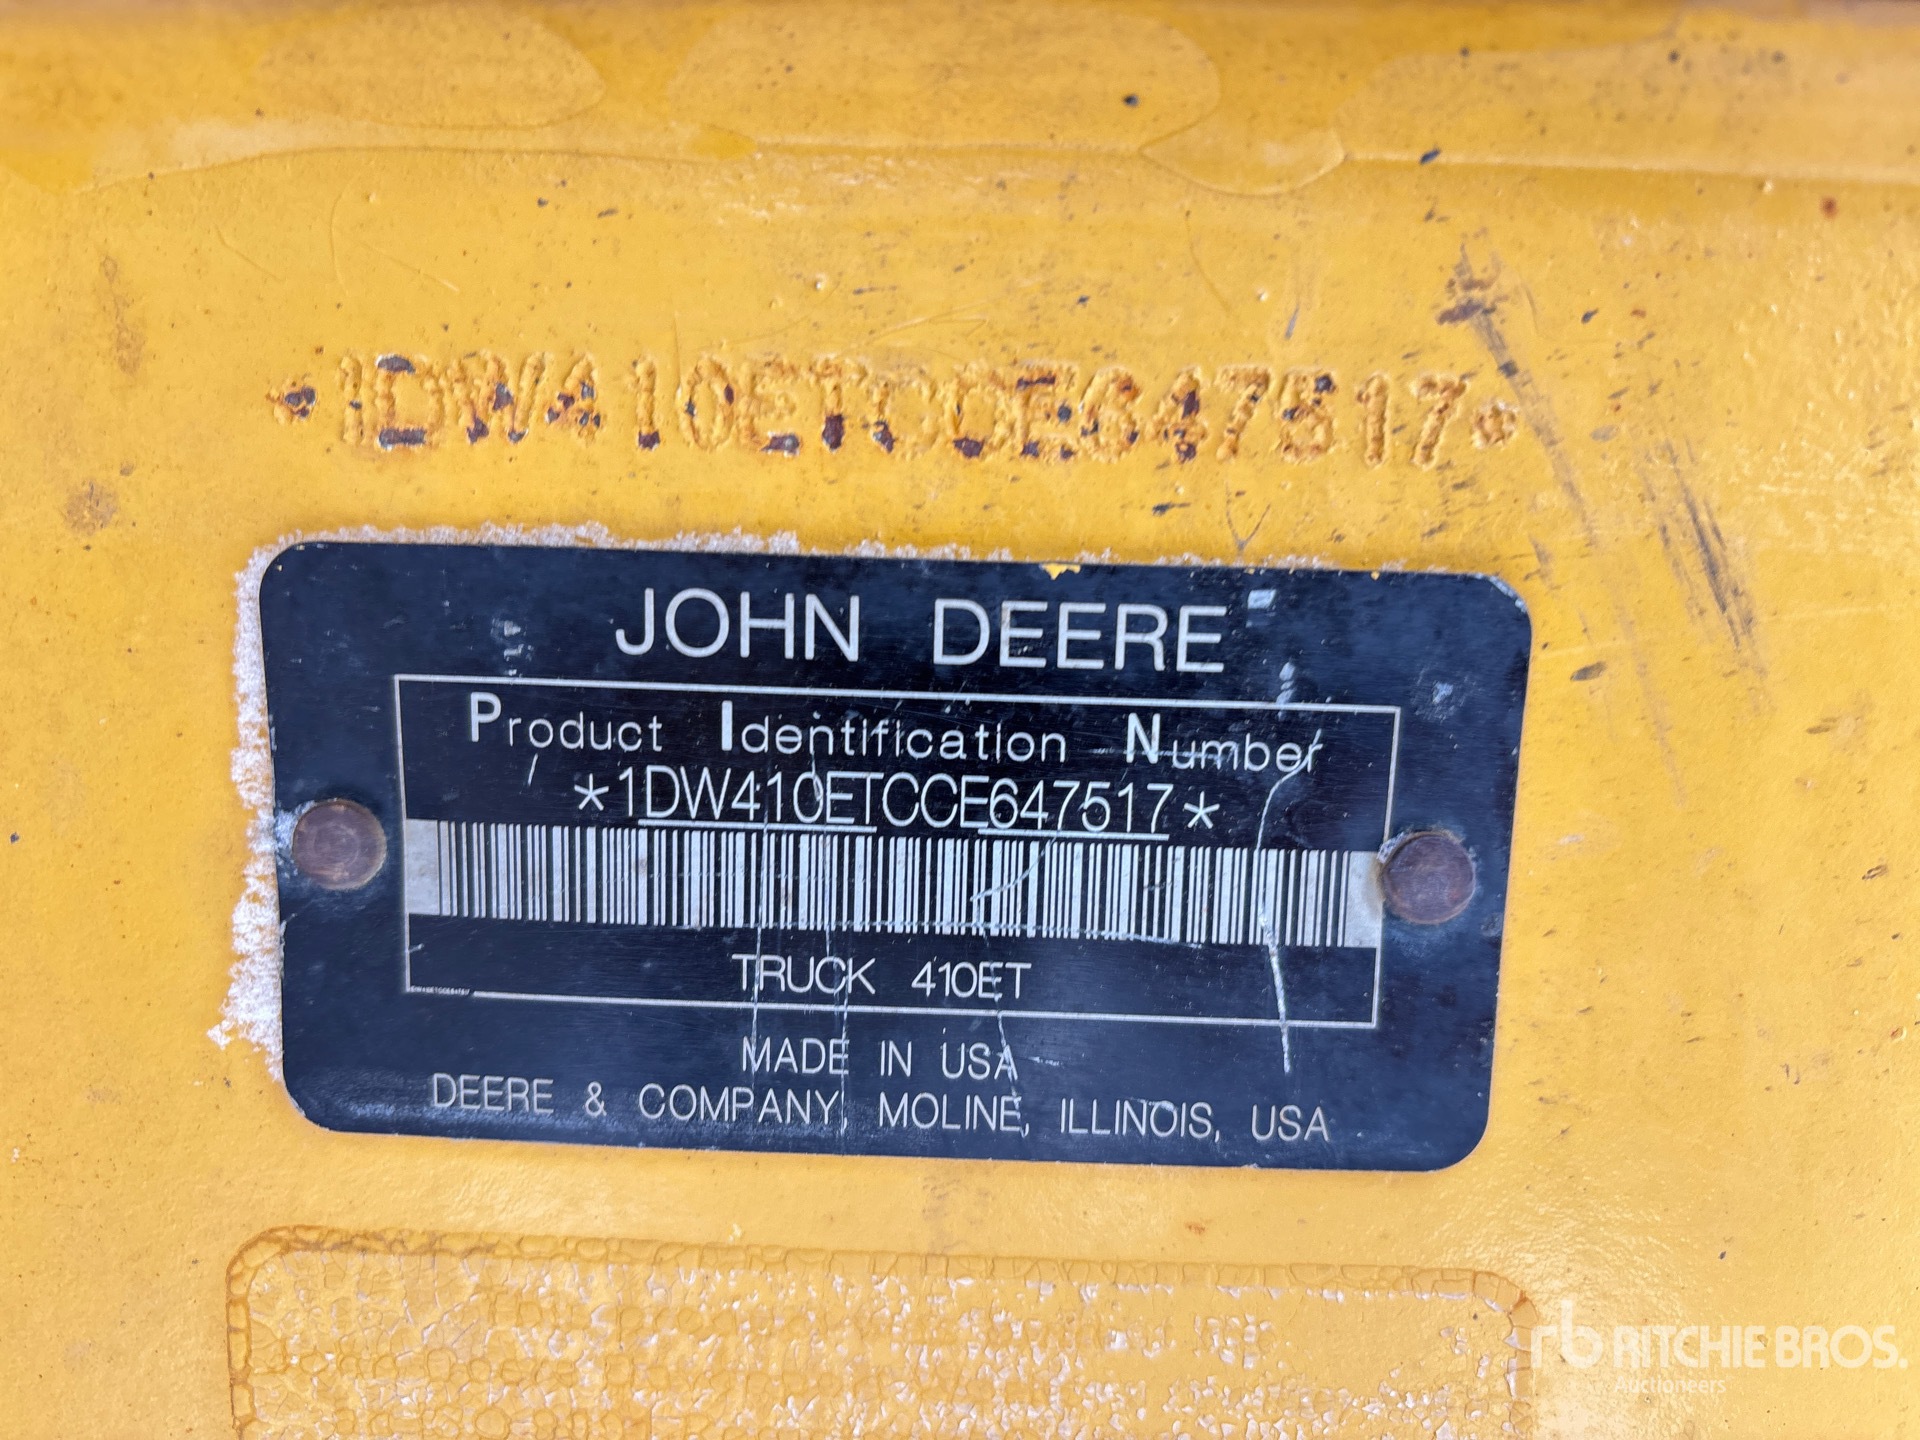 *1DW410ETCCE647517*
JOHN DEERE
Product Identification Number
*1DW410ETCCE647517*
TRUCK 410ET
MADE IN USA
DEERE & COMPANY, MOLINE, ILLINOIS, USA
rb RITCHIE BROS.
Auctioneers